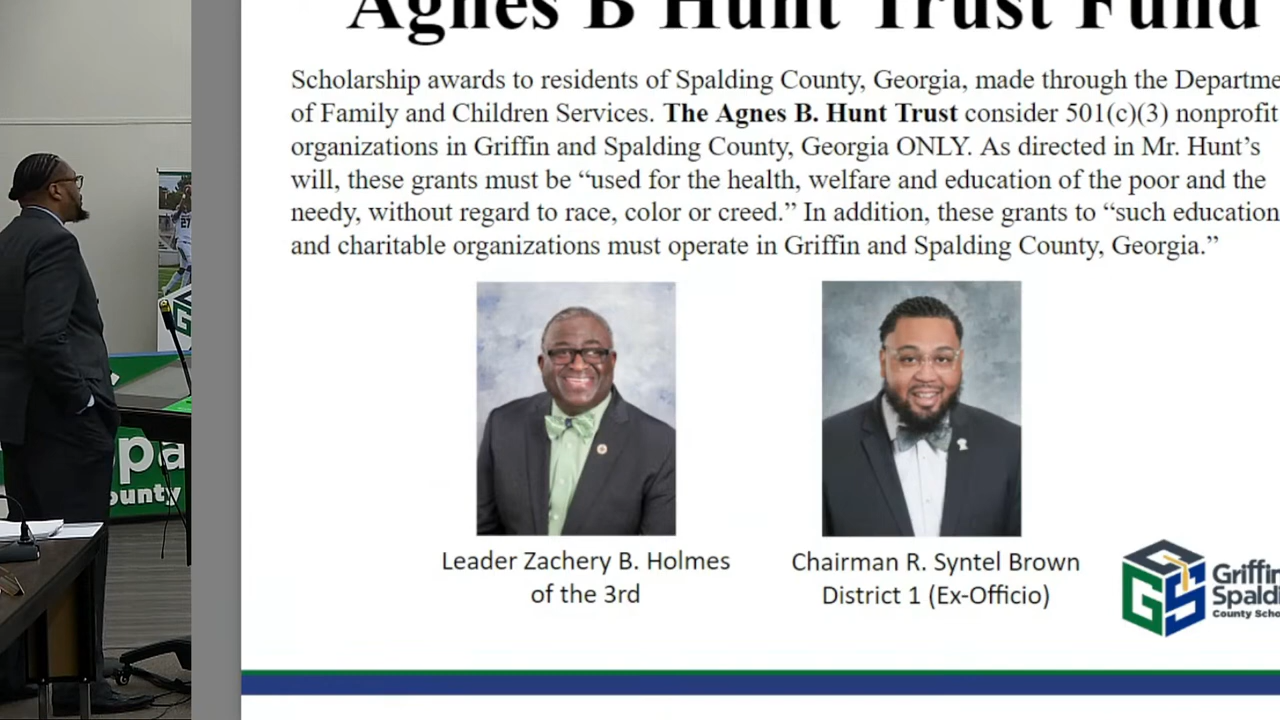 Agnes B Hunt Trust Fund
Scholarship awards to residents of Spalding County, Georgia, made through the Departme
of Family and Children Services. The Agnes B. Hunt Trust consider 501(c)(3) nonprofit
organizations in Griffin and Spalding County, Georgia ONLY. As directed in Mr. Hunt’s
will, these grants must be “used for the health, welfare and education of the poor and the
needy, without regard to race, color or creed.” In addition, these grants to “such education
and charitable organizations must operate in Griffin and Spalding County, Georgia.”
27
GS
pa
ounty
Leader Zachery B. Holmes
of the 3rd
Chairman R. Syntel Brown
District 1 (Ex-Officio)
GS
Griffin
Spaldi
County Scho